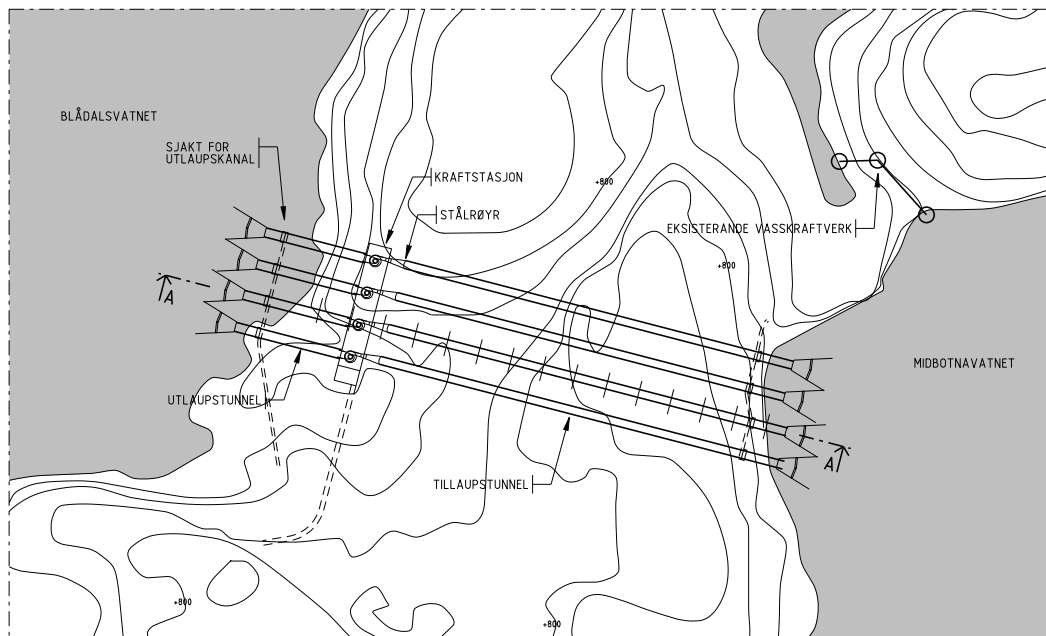 BLÅDALSVATNET
SJAKT FOR
UTLAUPSKANAL
KRAFTSTASJON
STÅLRØYR
+800
EKSISTERANDE VASSKRAFTVERK
+800
A
MIDBOTNAVATNET
UTLAUPSTUNNEL
A
TILLAUPSTUNNEL
+800
+800